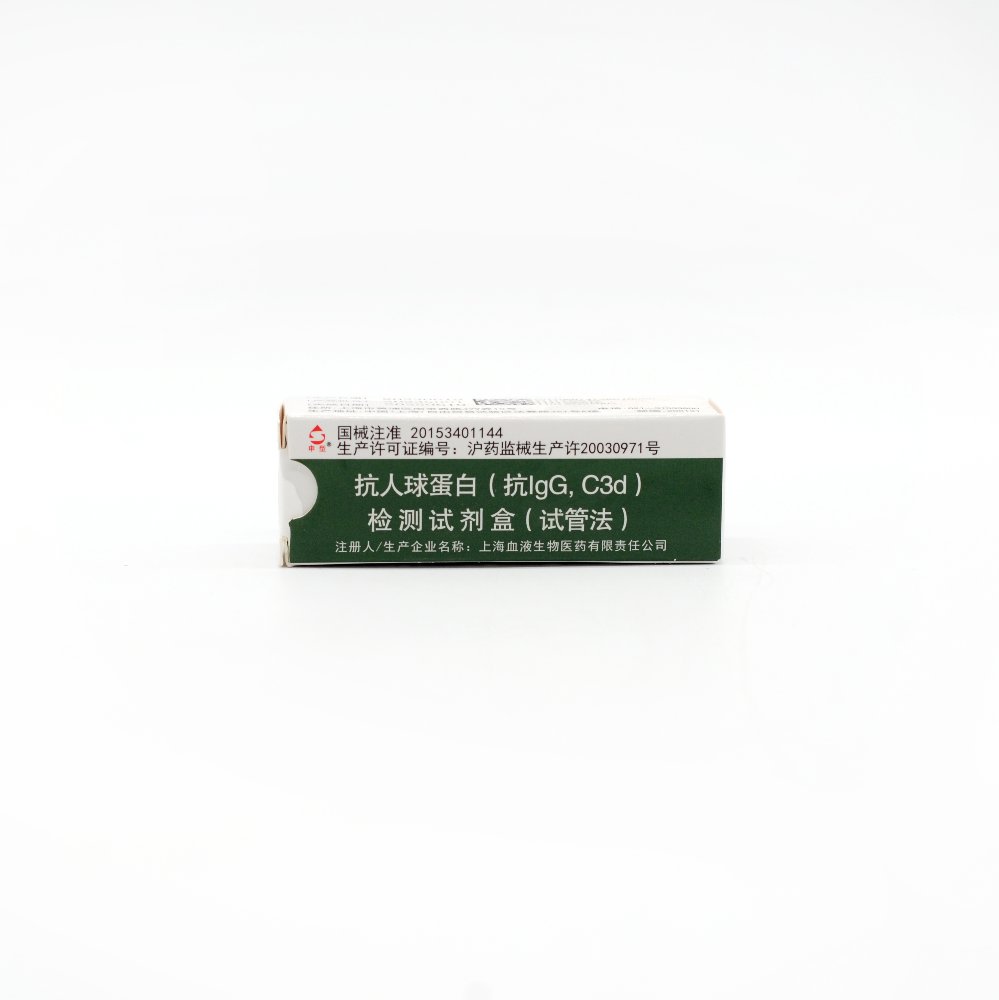 国械注准 20153401144
生产许可证编号：沪药监械生产许20030971号
抗人球蛋白（抗IgG, C3d）
检测试剂盒（试管法）
注册人/生产企业名称：上海血液生物医药有限责任公司